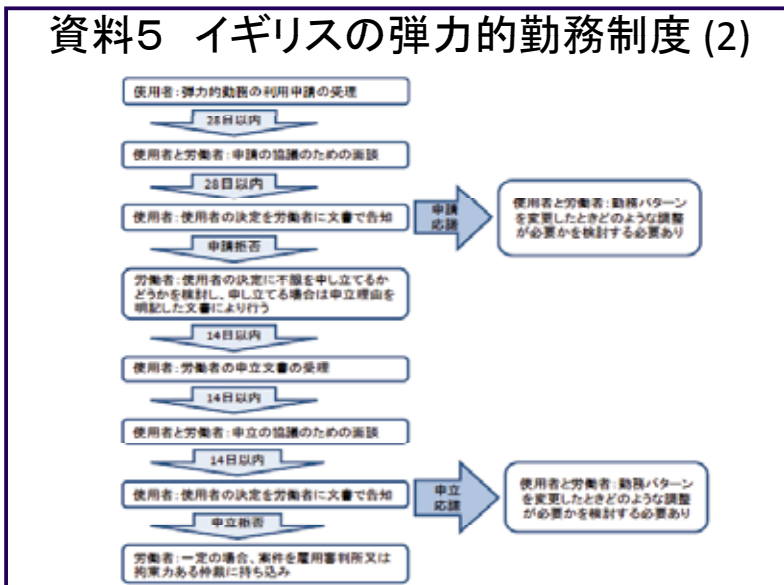 資料5 イギリスの弾力的勤務制度 (2)
使用者:弾力的勤務の利用申請の受理
28日以内
使用者と労働者:申請の協議のための面談
28日以内
使用者:使用者の決定を労働者に文書で告知
申請
応諾
使用者と労働者:勤務パターン
を変更したときどのような調整
が必要かを検討する必要あり
申請拒否
労働者:使用者の決定に不服を申し立てるか
どうかを検討し、申し立てる場合は申立理由を
明記した文書により行う
14日以内
使用者:労働者の申立文書の受理
14日以内
使用者と労働者:申立の協議のための面談
14日以内
使用者:使用者の決定を労働者に文書で告知
申立
応諾
使用者と労働者:勤務パターン
を変更したときどのような調整
が必要かを検討する必要あり
申立拒否
労働者:一定の場合、案件を雇用審判所又は
拘束力ある仲裁に持ち込み